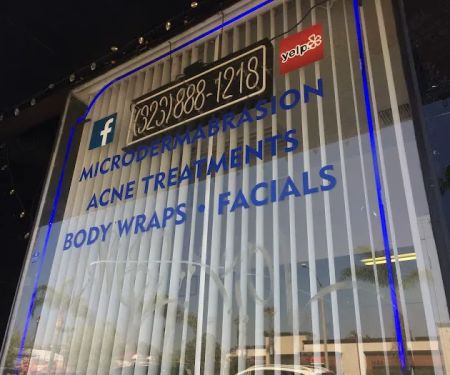 yelp
(323)888-1218
f
MICRODERMABRASION
ACNE TREATMENTS
BODY WRAPS • FACIALS